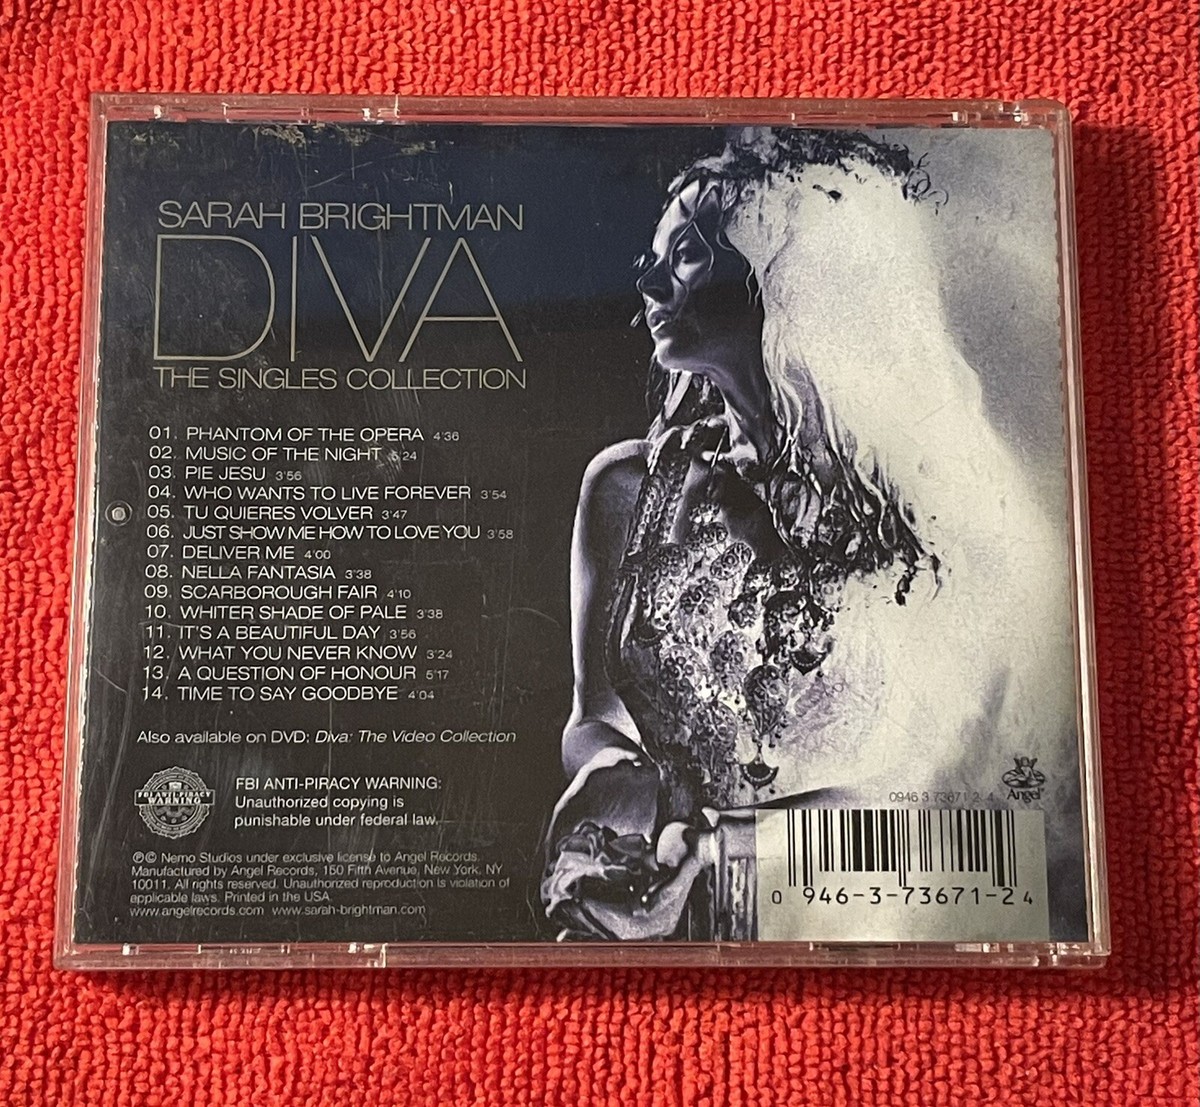 SARAH BRIGHTMAN
DIVA
THE SINGLES COLLECTION
01. PHANTOM OF THE OPERA 4'36
02. MUSIC OF THE NIGHT 5'24
03. PIE JESU 3'56
04. WHO WANTS TO LIVE FOREVER 3'54
05. TU QUIERES VOLVER 3'47
06. JUST SHOW ME HOW TO LOVE YOU 3'58
07. DELIVER ME 4'00
08. NELLA FANTASIA 3'38
09. SCARBOROUGH FAIR 4'10
10. WHITER SHADE OF PALE 3'38
11. IT'S A BEAUTIFUL DAY 3'56
12. WHAT YOU NEVER KNOW 3'24
13. A QUESTION OF HONOUR 5'17
14. TIME TO SAY GOODBYE 4'04
Also available on DVD: Diva: The Video Collection
FBI ANTI-PIRACY
WARNING
FBI ANTI-PIRACY WARNING:
Unauthorized copying is
punishable under federal law.
℗© Nemo Studios under exclusive license to Angel Records.
Manufactured by Angel Records, 150 Fifth Avenue, New York, NY
10011. All rights reserved. Unauthorized reproduction is violation of
applicable laws. Printed in the USA.
www.angelrecords.com www.sarah-brightman.com
Angel
0946 3 73671 2 4
0 946-3-73671-2 4